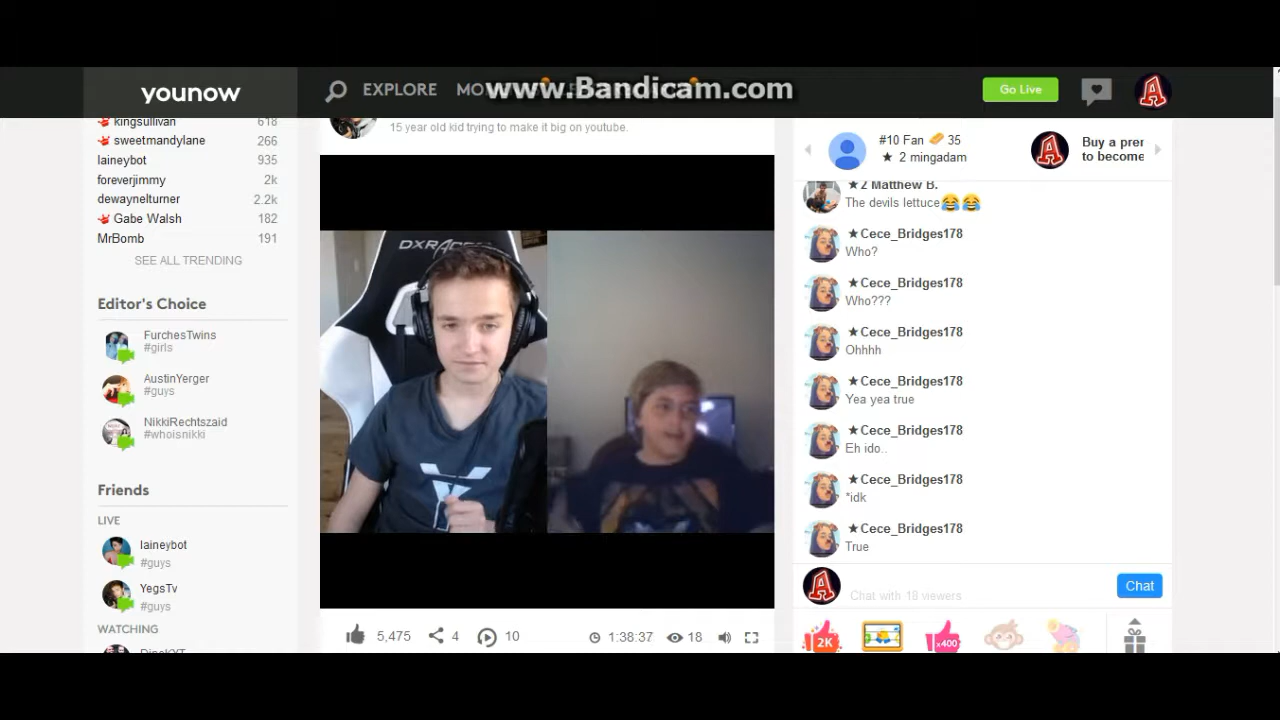 www.Bandicam.com
younow
EXPLORE
MO
Go Live
kingsullivan 618
sweetmandylane 266
laineybot 935
foreverjimmy 2k
dewaynelturner 2.2k
Gabe Walsh 182
MrBomb 191
SEE ALL TRENDING
Editor's Choice
FurchesTwins
#girls
AustinYerger
#guys
NikkiRechtszaid
#whoisnikki
Friends
LIVE
laineybot
#guys
YegsTv
#guys
WATCHING
15 year old kid trying to make it big on youtube.
DXRACER
5,475
4
10
1:38:37
18
#10 Fan 35
★ 2 mingadam
Buy a prer
to become
★2 Matthew B.
The devils lettuce😂😂
★Cece_Bridges178
Who?
★Cece_Bridges178
Who???
★Cece_Bridges178
Ohhhh
★Cece_Bridges178
Yea yea true
★Cece_Bridges178
Eh ido..
★Cece_Bridges178
*idk
★Cece_Bridges178
True
Chat with 18 viewers
Chat
2K
x400